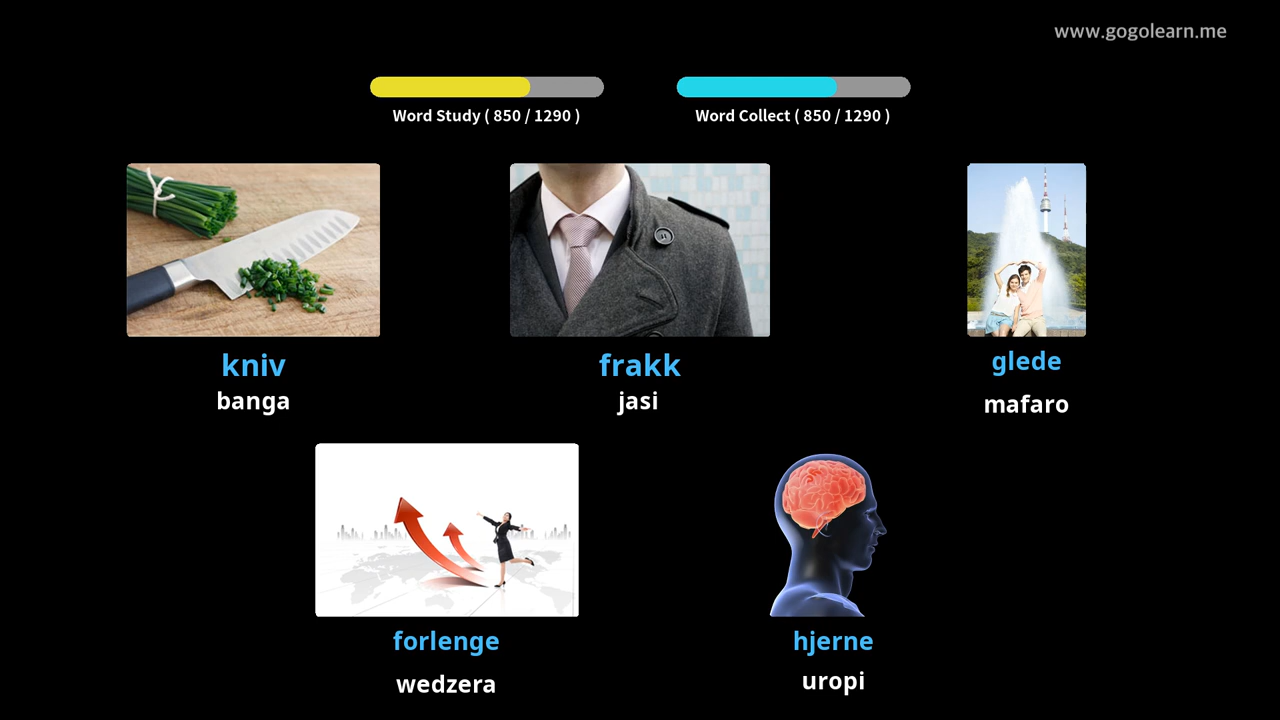 www.gogolearn.me
Word Study ( 850 / 1290 )
Word Collect ( 850 / 1290 )
kniv
banga
frakk
jasi
glede
mafaro
forlenge
wedzera
hjerne
uropi